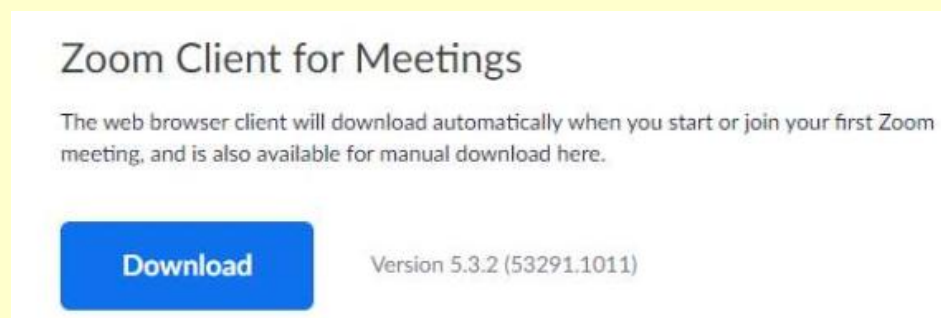 Zoom Client for Meetings
The web browser client will download automatically when you start or join your first Zoom
meeting, and is also available for manual download here.
Download
Version 5.3.2 (53291.1011)